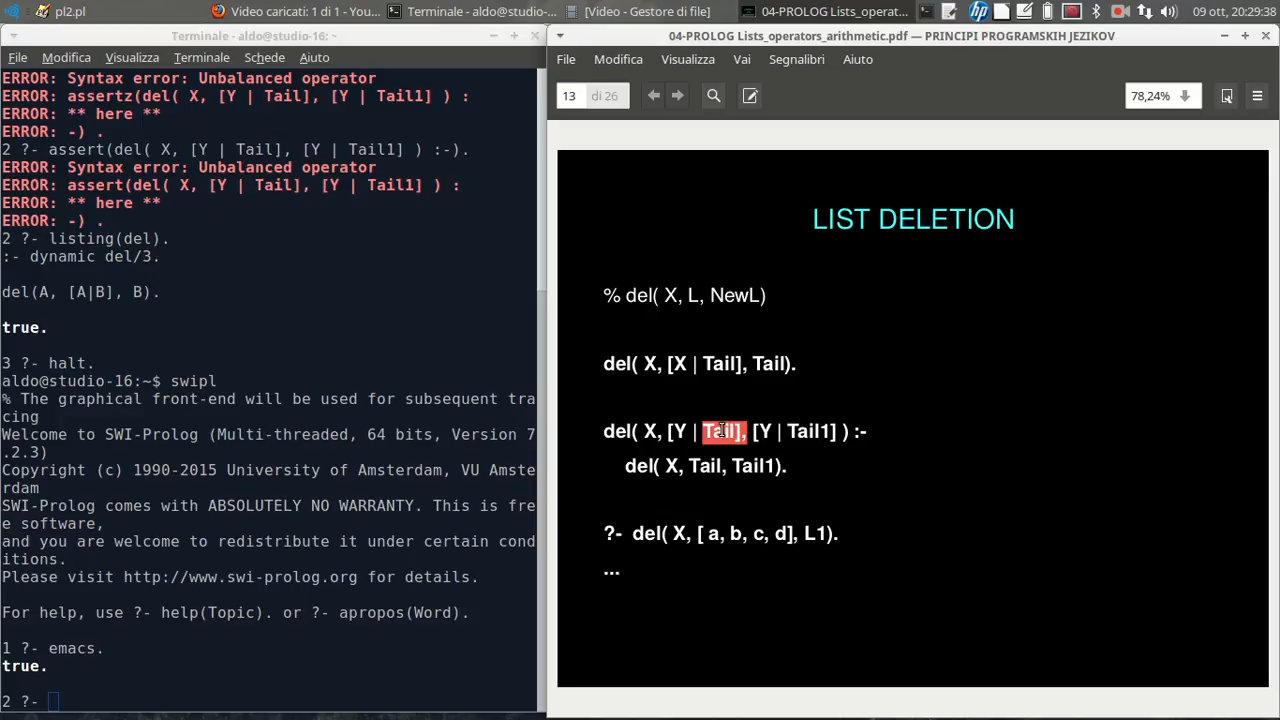 pl2.pl
Video caricati: 1 di 1 - You...
Terminale - aldo@studio-...
[Video - Gestore di file]
04-PROLOG Lists_operat...
09 ott, 20:29:38
Terminale - aldo@studio-16: ~
File Modifica Visualizza Terminale Schede Aiuto
ERROR: Syntax error: Unbalanced operator
ERROR: assertz(del( X, [Y | Tail], [Y | Tail1] ) :
ERROR: ** here **
ERROR: -) .
2 ?- assert(del( X, [Y | Tail], [Y | Tail1] ) :-).
ERROR: Syntax error: Unbalanced operator
ERROR: assert(del( X, [Y | Tail], [Y | Tail1] ) :
ERROR: ** here **
ERROR: -) .
2 ?- listing(del).
:- dynamic del/3.
del(A, [A|B], B).
true.
3 ?- halt.
aldo@studio-16:~$ swipl
% The graphical front-end will be used for subsequent tra
cing
Welcome to SWI-Prolog (Multi-threaded, 64 bits, Version 7
.2.3)
Copyright (c) 1990-2015 University of Amsterdam, VU Amste
rdam
SWI-Prolog comes with ABSOLUTELY NO WARRANTY. This is fre
e software,
and you are welcome to redistribute it under certain cond
itions.
Please visit http://www.swi-prolog.org for details.
For help, use ?- help(Topic). or ?- apropos(Word).
1 ?- emacs.
true.
2 ?-
04-PROLOG Lists_operators_arithmetic.pdf — PRINCIPI PROGRAMSKIH JEZIKOV
File Modifica Visualizza Vai Segnalibri Aiuto
13 di 26
78,24%
LIST DELETION
% del( X, L, NewL)
del( X, [X | Tail], Tail).
del( X, [Y | Tail], [Y | Tail1] ) :-
del( X, Tail, Tail1).
?- del( X, [ a, b, c, d], L1).
...